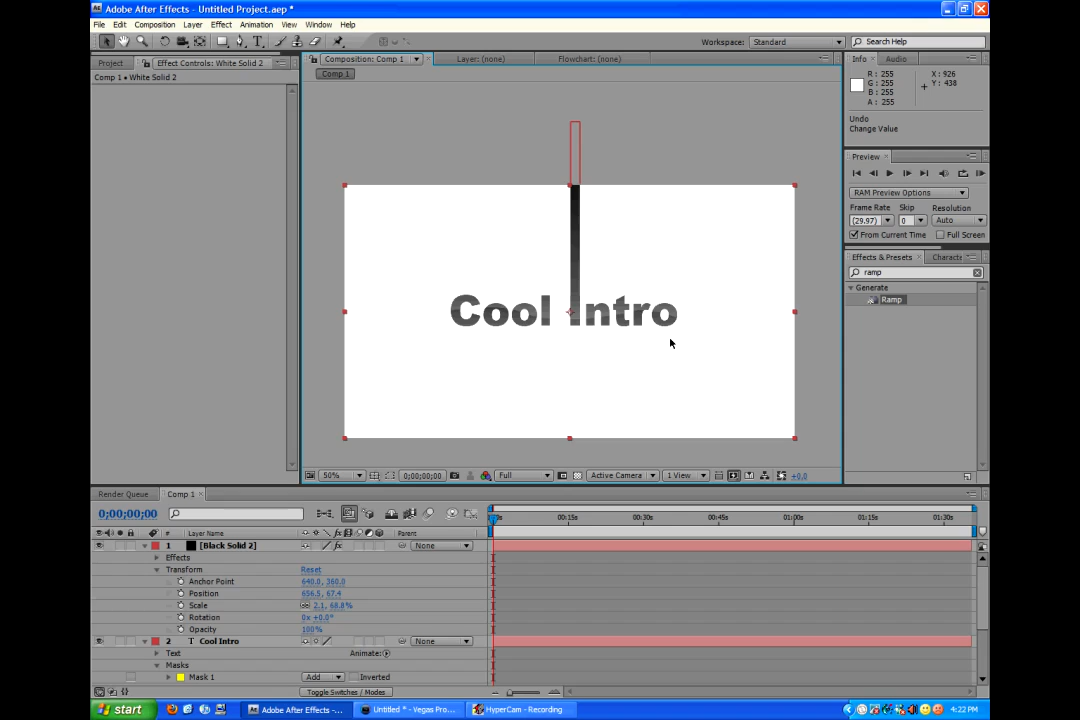 Adobe After Effects - Untitled Project.aep *
File Edit Composition Layer Effect Animation View Window Help
Workspace: Standard Search Help
Project Effect Controls: White Solid 2 Composition: Comp 1 Layer: (none) Flowchart: (none) Info Audio
Comp 1 • White Solid 2 Comp 1
R : 255 X : 926
G : 255 Y : 438
B : 255
A : 255
Undo
Change Value
Preview
RAM Preview Options
Frame Rate Skip Resolution
(29.97) 0 Auto
From Current Time Full Screen
Effects & Presets Characte
ramp
Generate
Ramp
Cool Intro
50% 0;00;00;00 Full Active Camera 1 View +0.0
Render Queue Comp 1
0;00;00;00 00:15s 00:30s 00:45s 01:00s 01:15s 01:30s
# Layer Name Parent
1 [Black Solid 2] None
Effects
Transform Reset
Anchor Point 640.0, 360.0
Position 656.5, 67.4
Scale 2.1, 68.8%
Rotation 0x +0.0°
Opacity 100%
2 T Cool Intro None
Text Animate:
Masks
Mask 1 Add Inverted
Toggle Switches / Modes
start Adobe After Effects -... Untitled * - Vegas Pro... HyperCam - Recording 4:22 PM